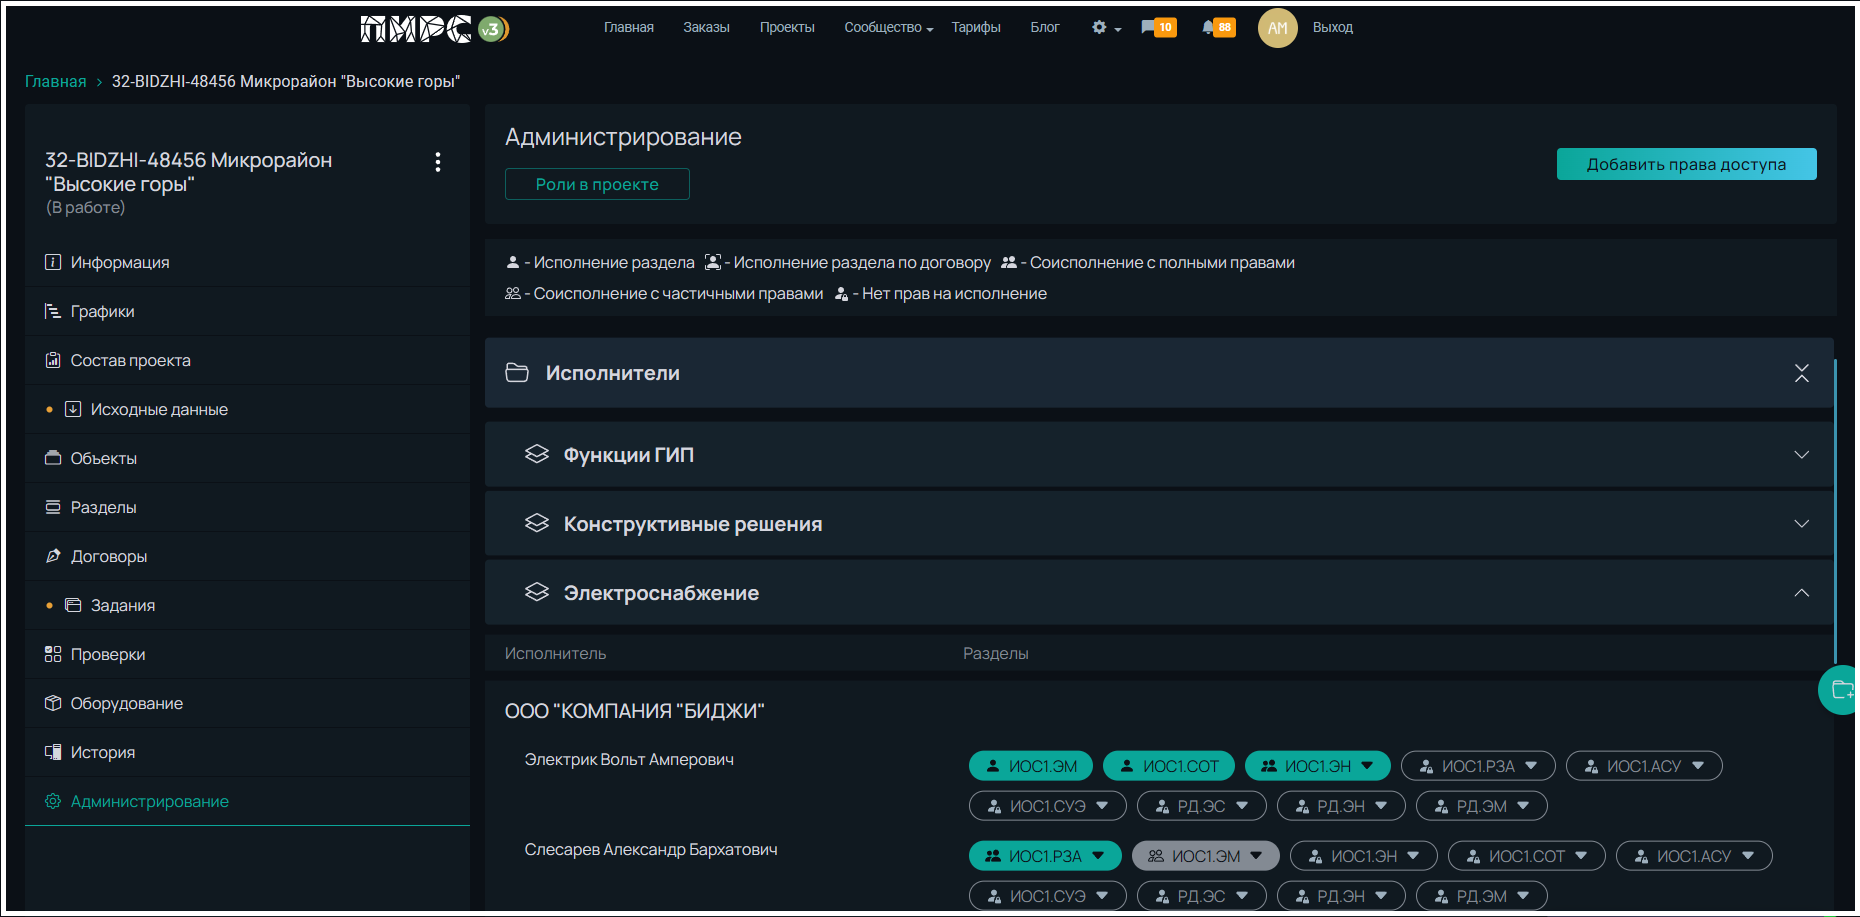 ПИРС v3
Главная Заказы Проекты Сообщество Тарифы Блог 10 88 АМ Выход
Главная › 32-BIDZHI-48456 Микрорайон "Высокие горы"
32-BIDZHI-48456 Микрорайон
"Высокие горы"
(В работе)
Информация
Графики
Состав проекта
Исходные данные
Объекты
Разделы
Договоры
Задания
Проверки
Оборудование
История
Администрирование
Администрирование
Роли в проекте
Добавить права доступа
- Исполнение раздела - Исполнение раздела по договору - Соисполнение с полными правами
- Соисполнение с частичными правами - Нет прав на исполнение
Исполнители
Функции ГИП
Конструктивные решения
Электроснабжение
Исполнитель Разделы
ООО "КОМПАНИЯ "БИДЖИ"
Электрик Вольт Амперович
ИОС1.ЭМ ИОС1.СОТ ИОС1.ЭН ИОС1.РЗА ИОС1.АСУ
ИОС1.СУЭ РД.ЭС РД.ЭН РД.ЭМ
Слесарев Александр Бархатович
ИОС1.РЗА ИОС1.ЭМ ИОС1.ЭН ИОС1.СОТ ИОС1.АСУ
ИОС1.СУЭ РД.ЭС РД.ЭН РД.ЭМ